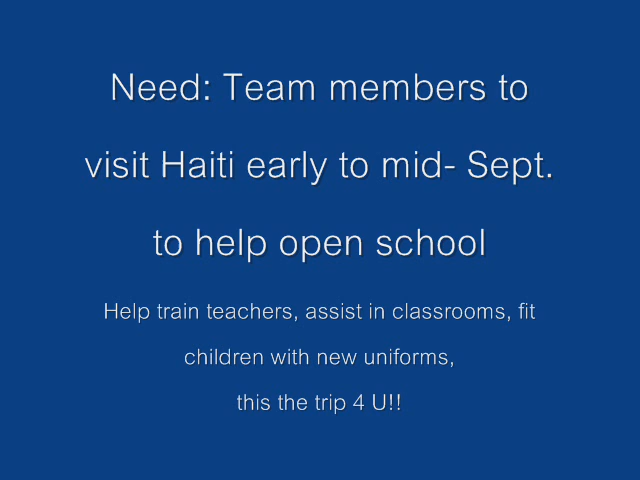 Need: Team members to
visit Haiti early to mid- Sept.
to help open school
Help train teachers, assist in classrooms, fit
children with new uniforms,
this the trip 4 U!!